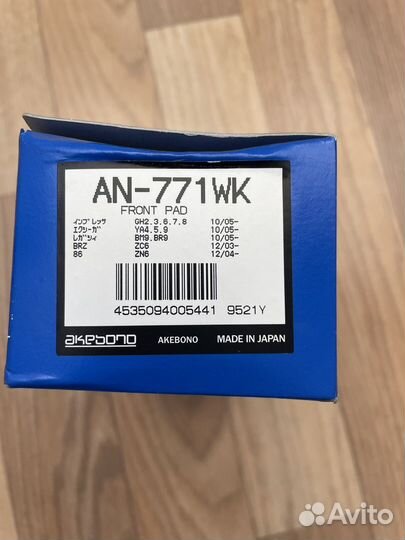 AN-771WK
FRONT PAD
インプレッサ GH2.3.6.7.8 10/05-
エクシーガ YA4.5.9 10/05-
レガシィ BM9.BR9 10/05-
BRZ ZC6 12/03-
86 ZN6 12/04-
4535094005441 9521Y
akebono AKEBONO MADE IN JAPAN
Avito